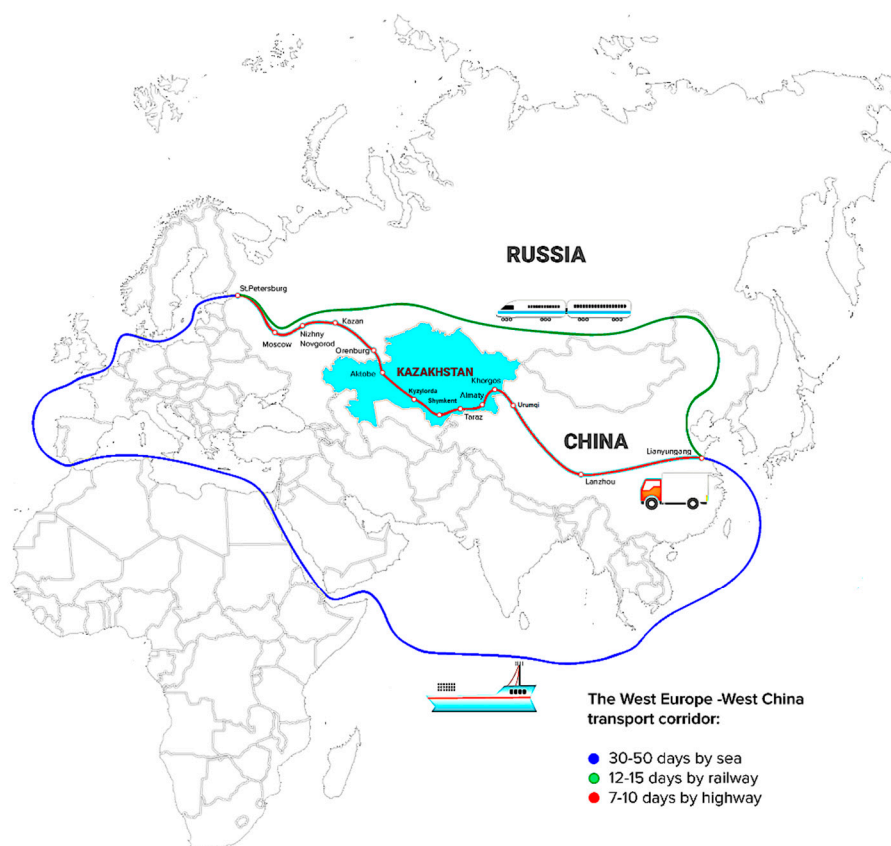 RUSSIA
St.Petersburg
Kazan
Nizhny
Novgorod
Moscow
Orenburg
Aktobe
KAZAKHSTAN
Khorgos
Kyzylorda
Almaty
Shymkent
Taraz
Urumqi
CHINA
Lianyungang
Lanzhou
The West Europe -West China
transport corridor:
30-50 days by sea
12-15 days by railway
7-10 days by highway